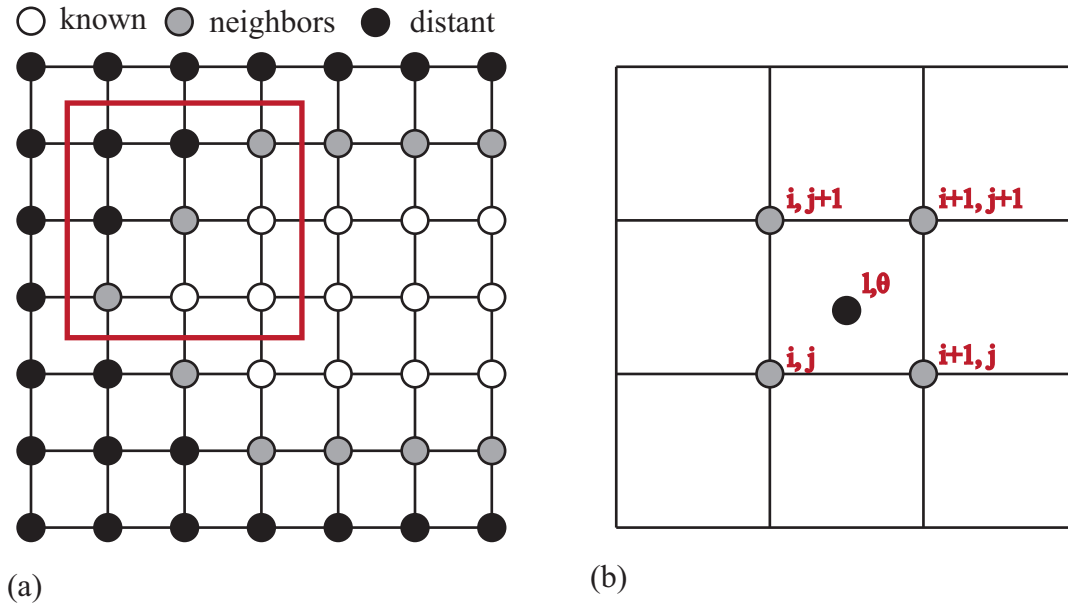 known neighbors distant
i, j+1 i+1, j+1
l,θ
i, j i+1, j
(a) (b)